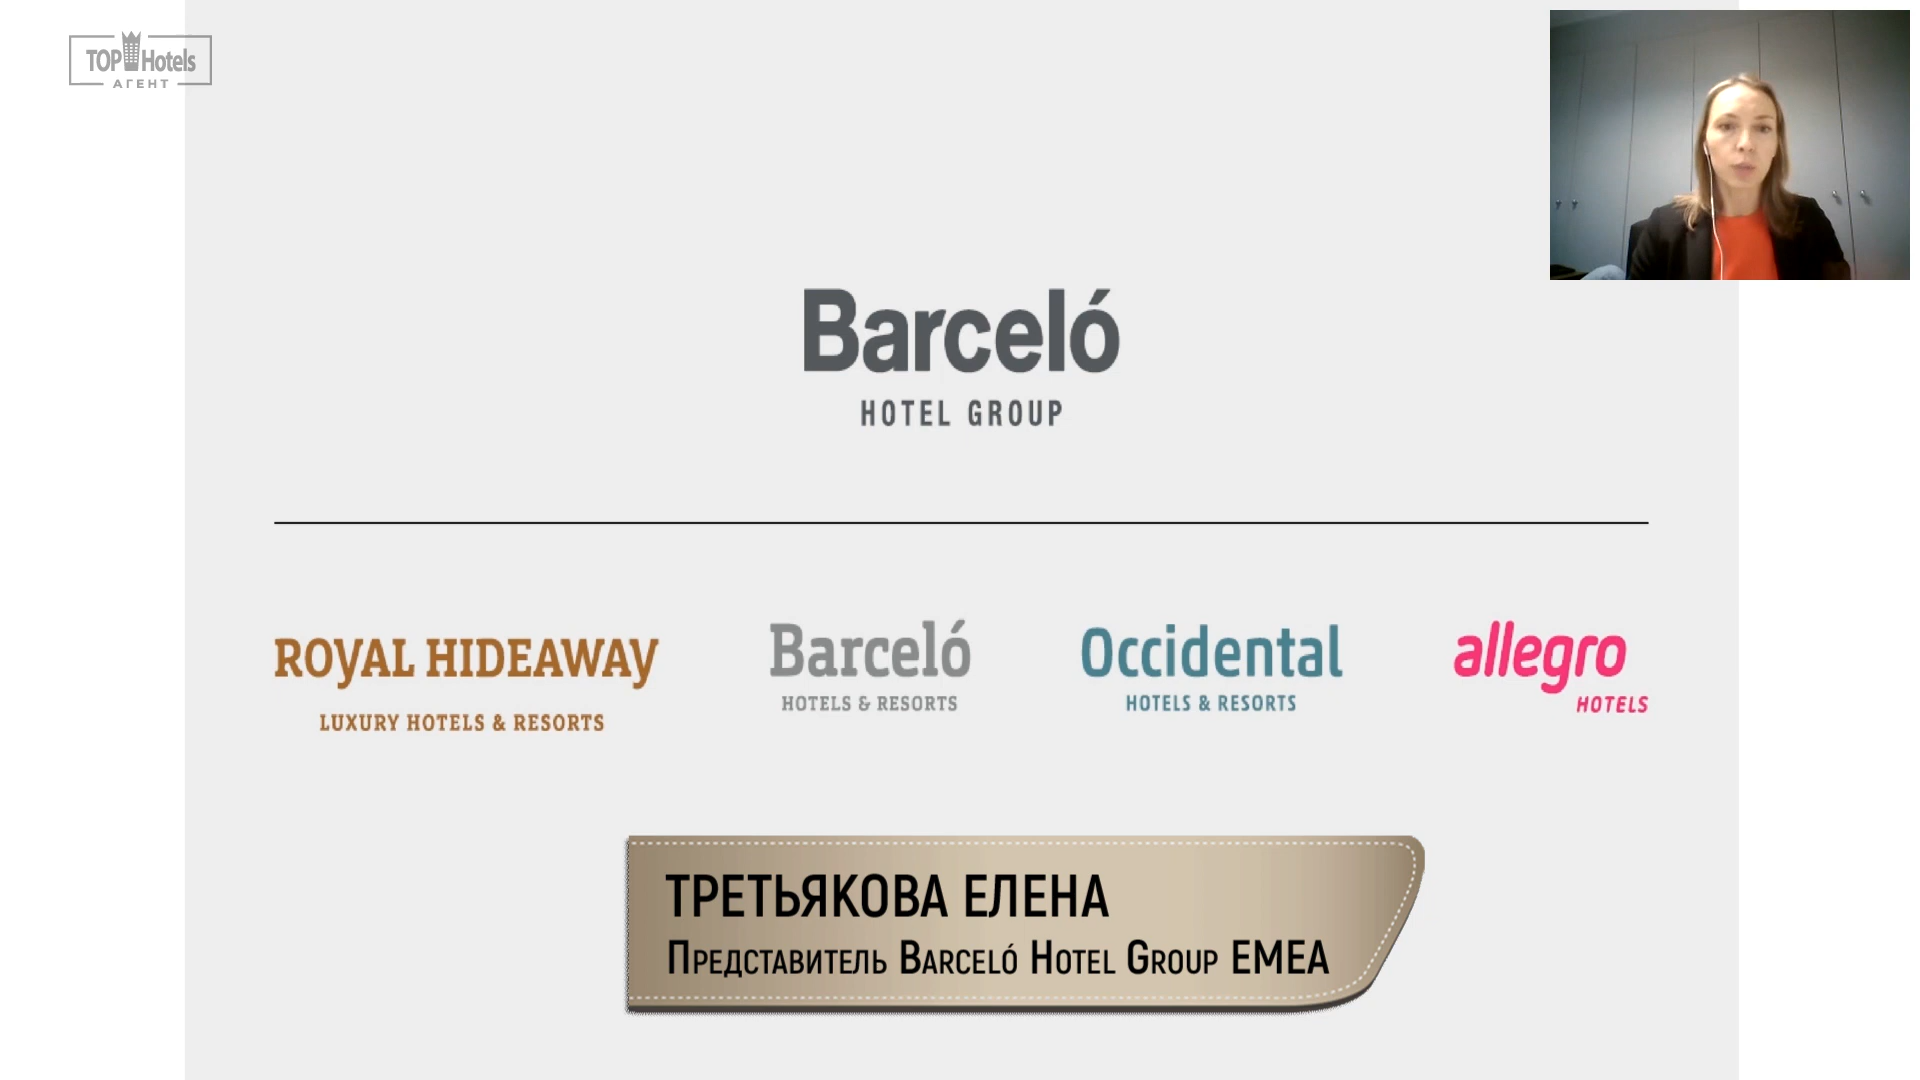 TOP Hotels
АГЕНТ
Barceló
HOTEL GROUP
ROYAL HIDEAWAY
LUXURY HOTELS & RESORTS
Barceló
HOTELS & RESORTS
Occidental
HOTELS & RESORTS
allegro
HOTELS
ТРЕТЬЯКОВА ЕЛЕНА
Представитель Barceló Hotel Group EMEA